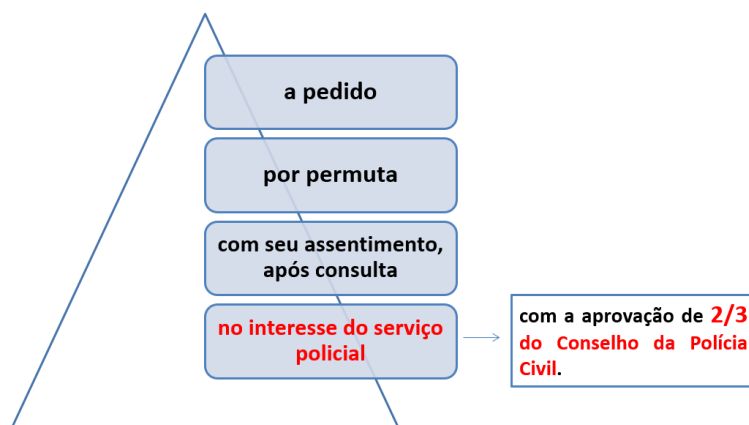 a pedido
por permuta
com seu assentimento,
após consulta
no interesse do serviço
policial
com a aprovação de 2/3
do Conselho da Polícia
Civil.